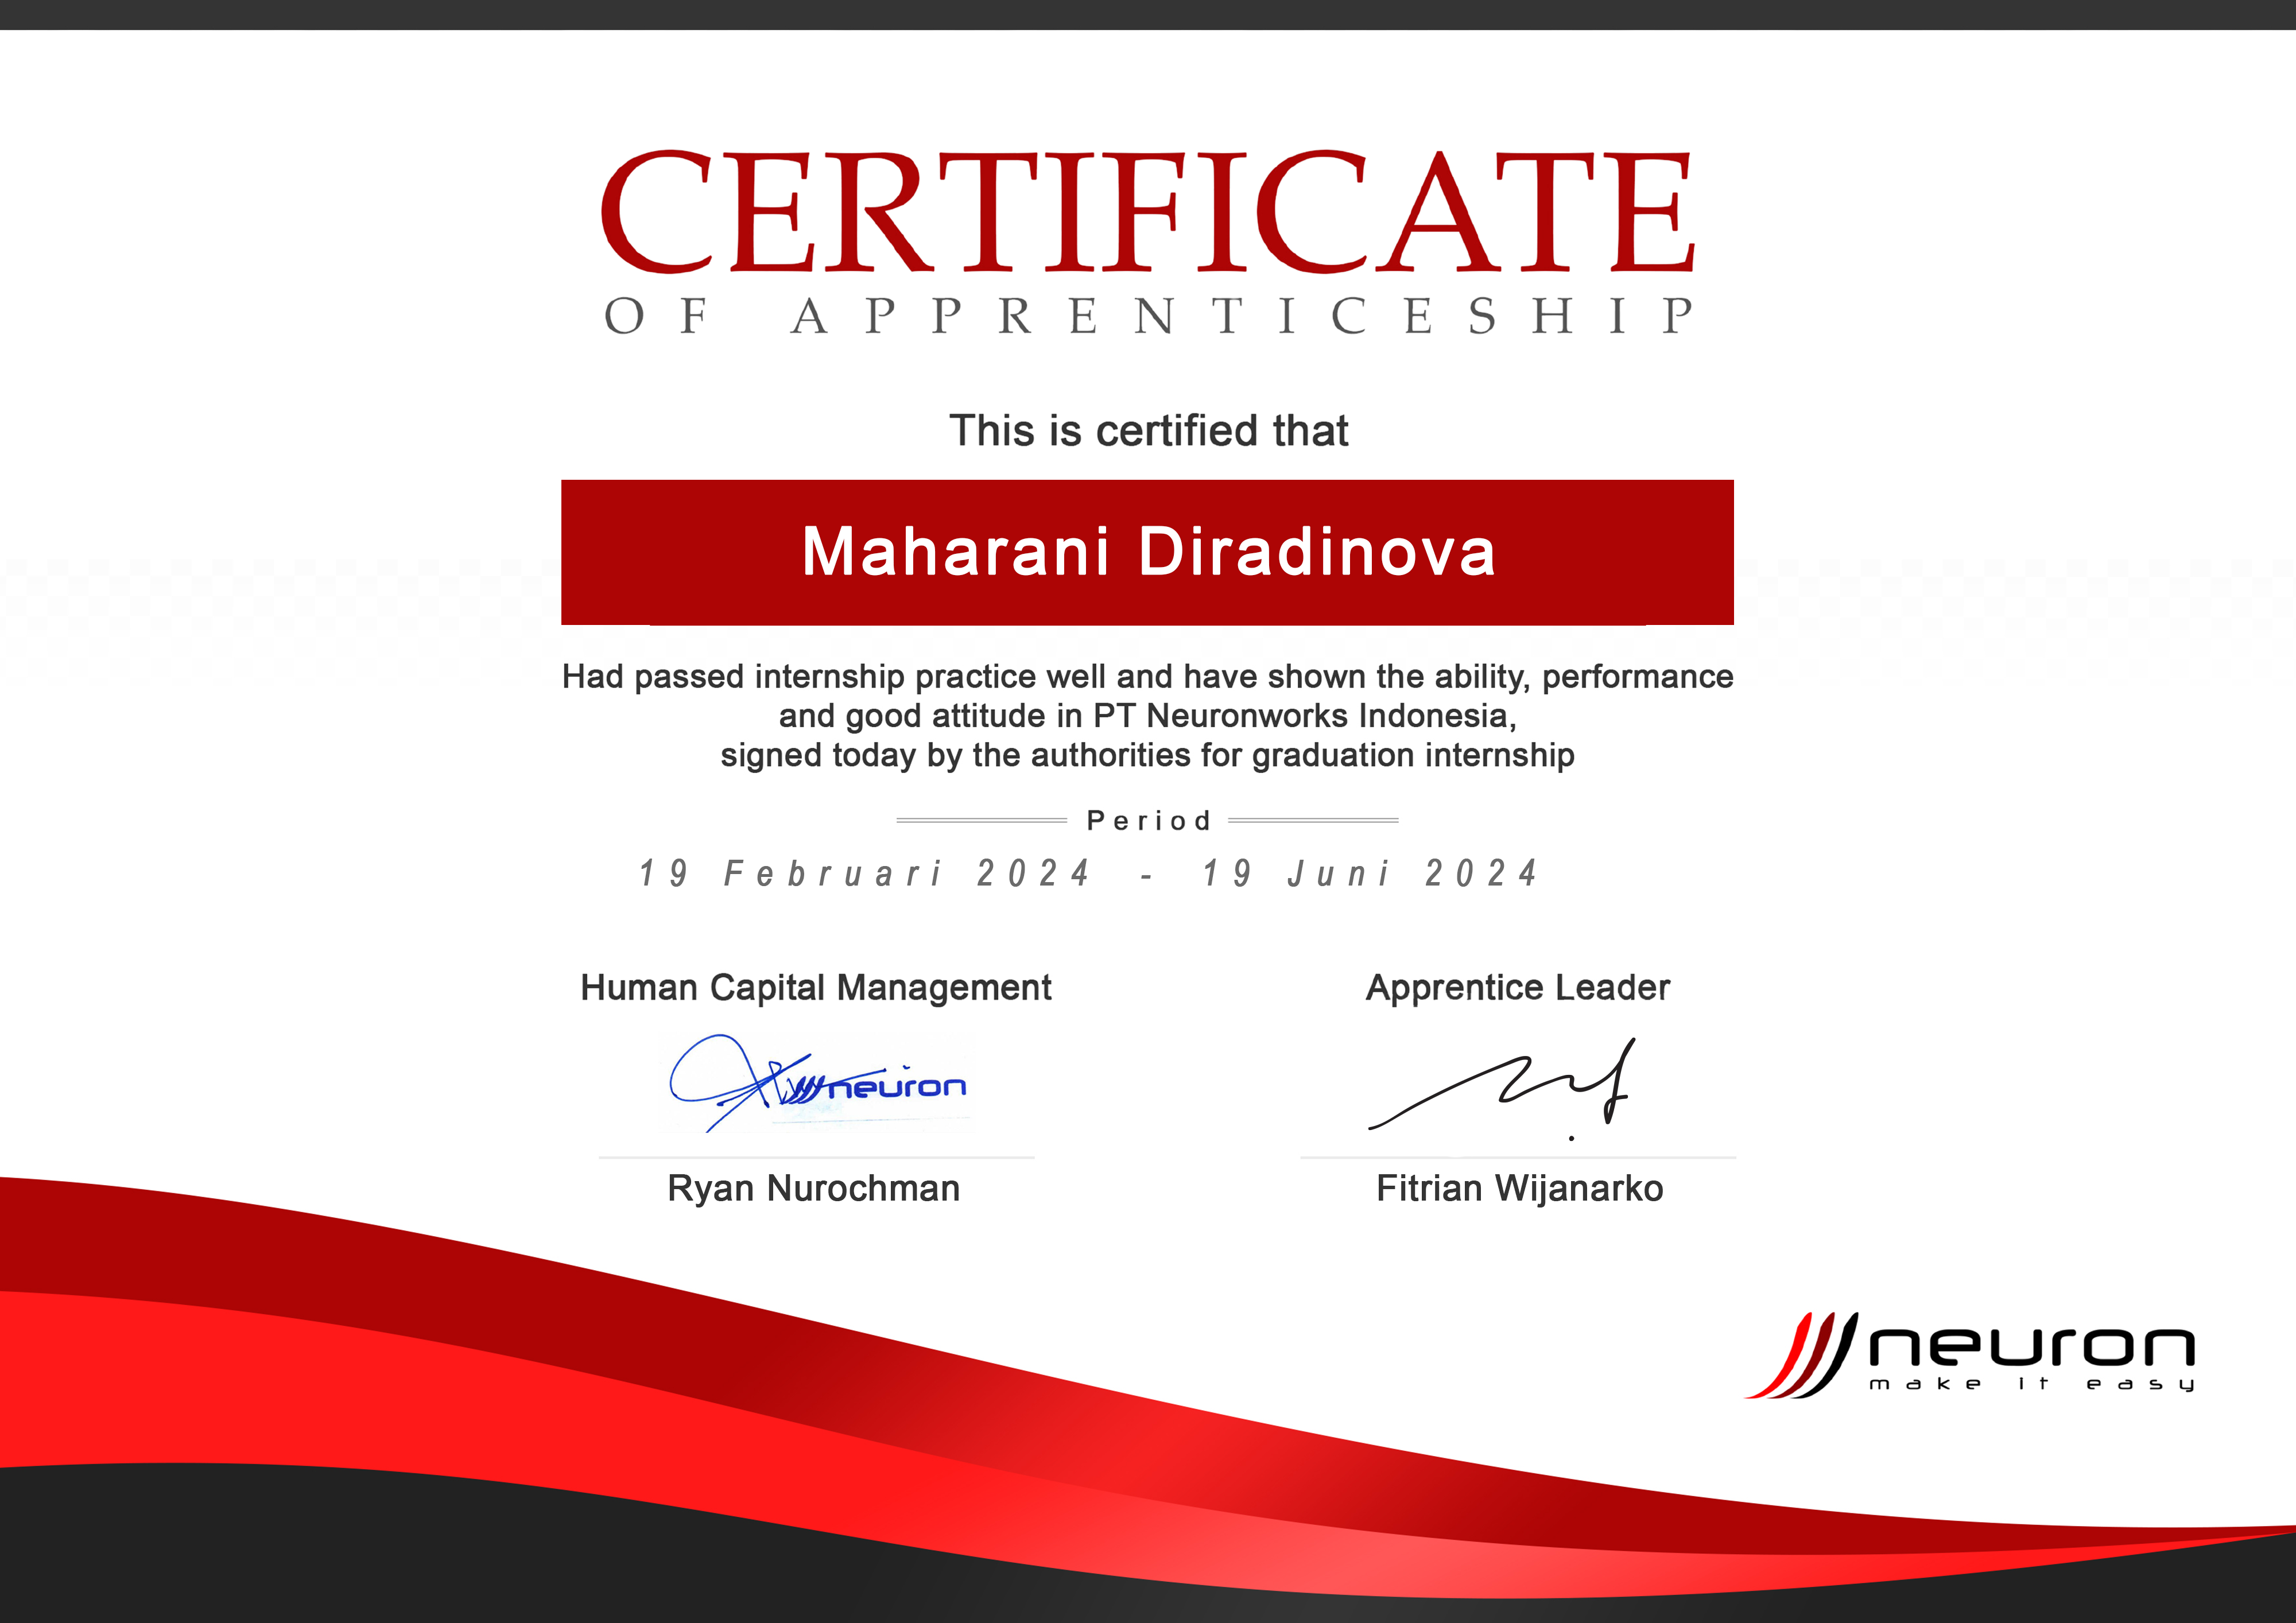 CERTIFICATE
OF APPRENTICESHIP
This is certified that
Maharani Diradinova
Had passed internship practice well and have shown the ability, performance
and good attitude in PT Neuronworks Indonesia,
signed today by the authorities for graduation internship
Period
19 Februari 2024 - 19 Juni 2024
Human Capital Management
Apprentice Leader
neuron
Ryan Nurochman
Fitrian Wijanarko
neuron
make it easy